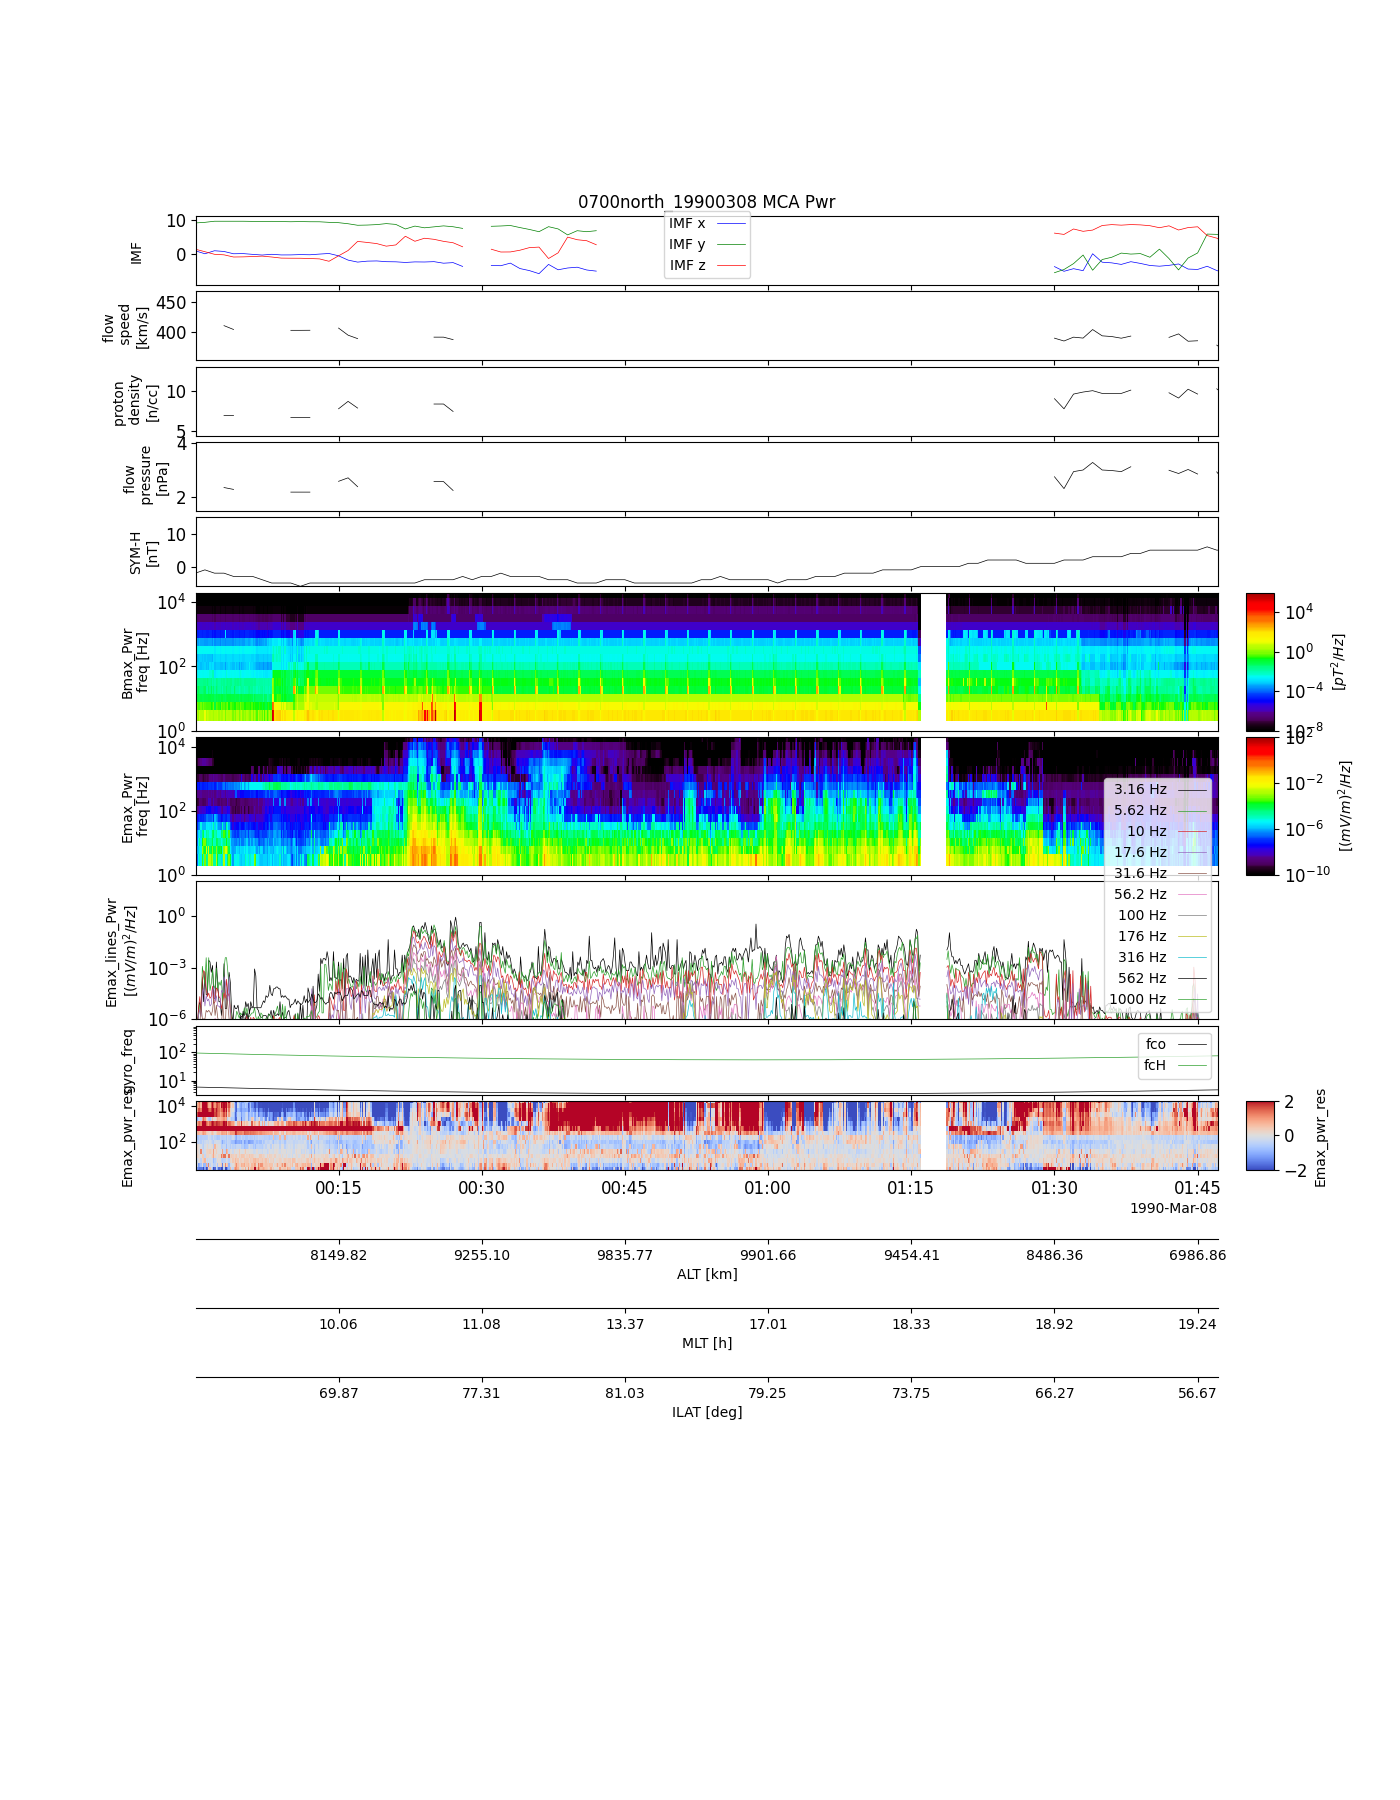 0700north_19900308 MCA Pwr
10
0
IMF
IMF x
IMF y
IMF z
450
400
flow
speed
[km/s]
10
5
proton
density
[n/cc]
4
2
flow
pressure
[nPa]
10
0
SYM-H
[nT]
10^4
10^2
10^0
Bmax_Pwr
freq [Hz]
10^4
10^0
10^-4
10^-8
[pT^2/Hz]
10^4
10^2
10^0
Emax_Pwr
freq [Hz]
10^2
10^-2
10^-6
10^-10
[(mV/m)^2/Hz]
3.16 Hz
5.62 Hz
10 Hz
17.6 Hz
31.6 Hz
56.2 Hz
100 Hz
176 Hz
316 Hz
562 Hz
1000 Hz
10^0
10^-3
10^-6
Emax_lines_Pwr
[(mV/m)^2/Hz]
10^2
10^1
gyro_freq
fco
fcH
10^4
10^2
Emax_pwr_res
2
0
−2
Emax_pwr_res
00:15 00:30 00:45 01:00 01:15 01:30 01:45
1990-Mar-08
8149.82 9255.10 9835.77 9901.66 9454.41 8486.36 6986.86
ALT [km]
10.06 11.08 13.37 17.01 18.33 18.92 19.24
MLT [h]
69.87 77.31 81.03 79.25 73.75 66.27 56.67
ILAT [deg]